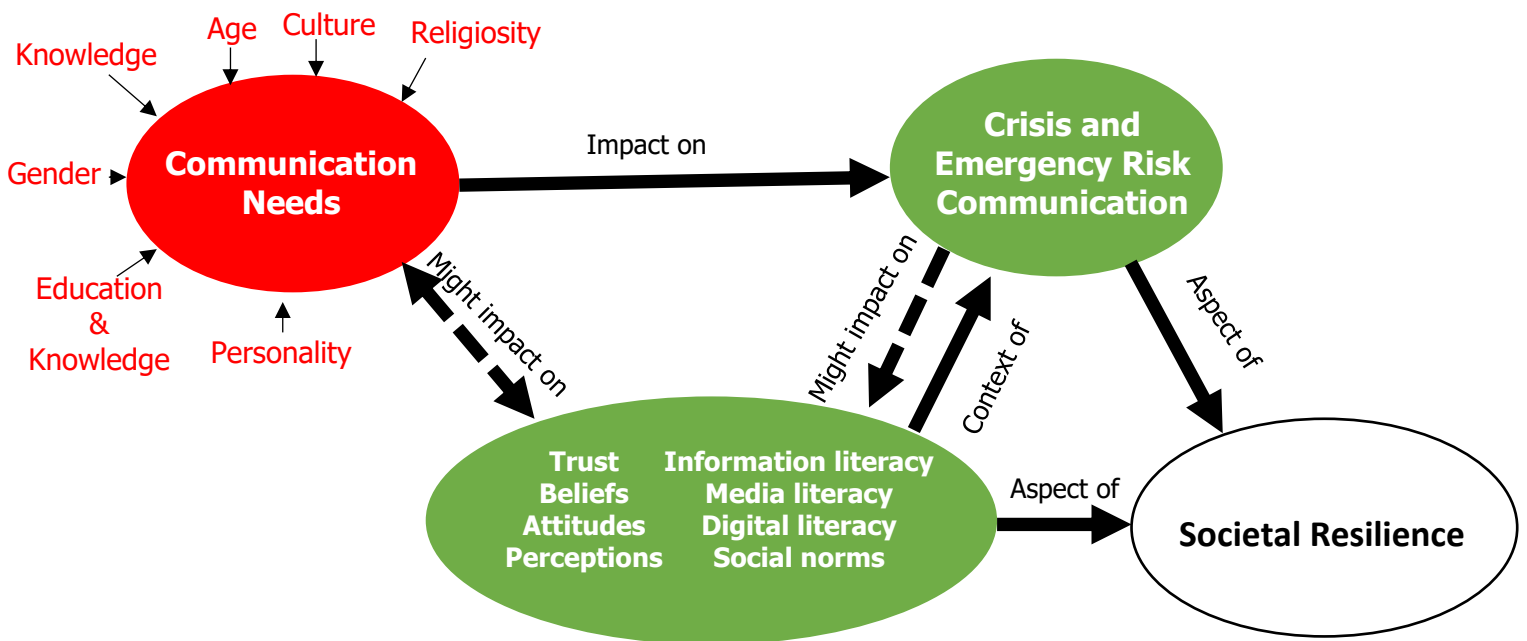 Knowledge
Age
Culture
Religiosity
Gender
Communication
Needs
Education
&
Knowledge
Personality
Impact on
Crisis and
Emergency Risk
Communication
Might impact on
Might impact on
Context of
Aspect of
Trust
Beliefs
Attitudes
Perceptions
Information literacy
Media literacy
Digital literacy
Social norms
Aspect of
Societal Resilience